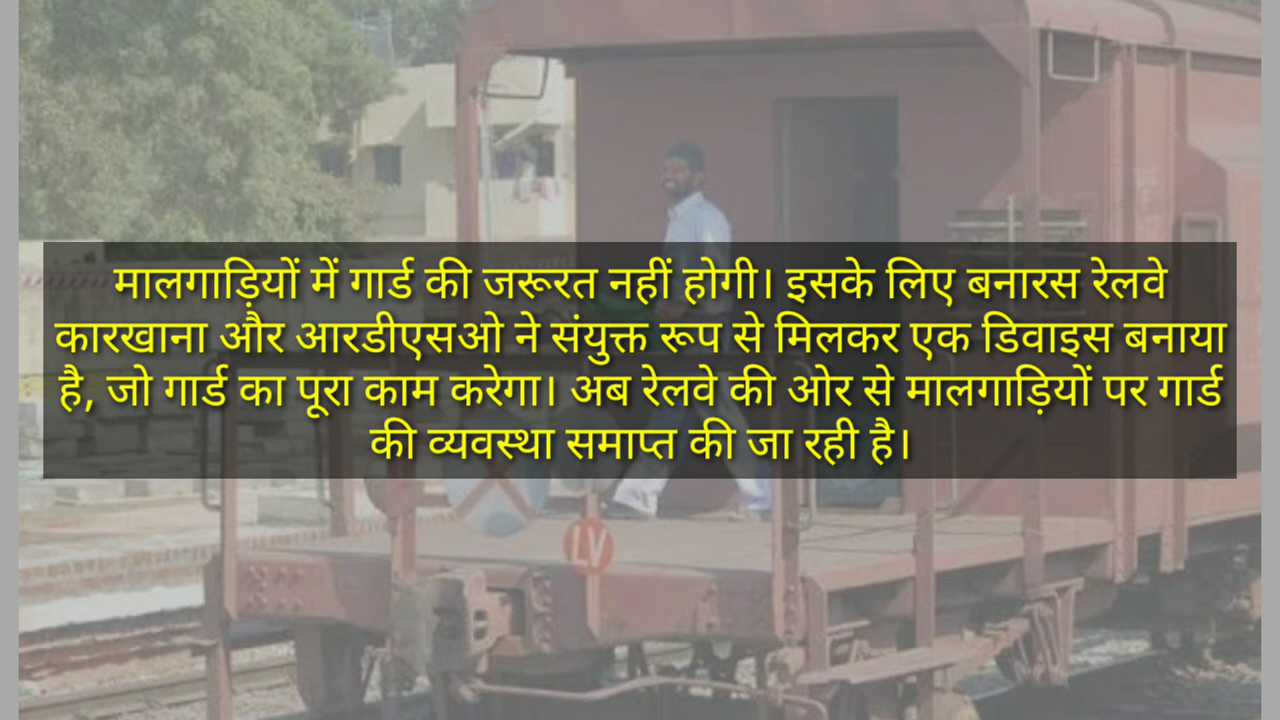 मालगाड़ियों में गार्ड की जरूरत नहीं होगी। इसके लिए बनारस रेलवे
कारखाना और आरडीएसओ ने संयुक्त रूप से मिलकर एक डिवाइस बनाया
है, जो गार्ड का पूरा काम करेगा। अब रेलवे की ओर से मालगाड़ियों पर गार्ड
की व्यवस्था समाप्त की जा रही है।
LV